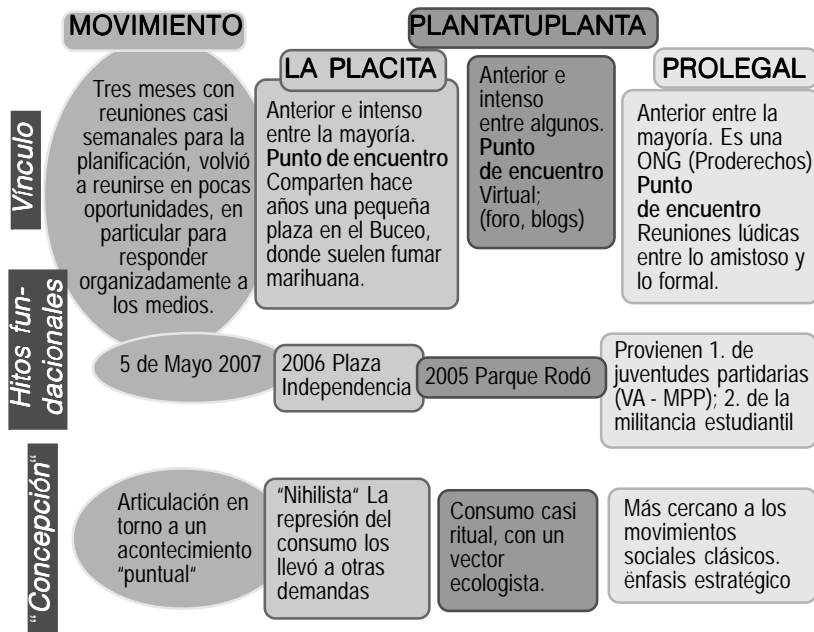 MOVIMIENTO
PLANTATUPLANTA
LA PLACITA
PROLEGAL
Vínculo
Tres meses con
reuniones casi
semanales para la
planificación, volvió
a reunirse en pocas
oportunidades, en
particular para
responder
organizadamente a
los medios.
Anterior e intenso
entre la mayoría.
Punto de encuentro
Comparten hace
años una pequeña
plaza en el Buceo,
donde suelen fumar
marihuana.
Anterior e
intenso
entre algunos.
Punto
de encuentro
Virtual;
(foro, blogs)
Anterior entre la
mayoría. Es una
ONG (Proderechos)
Punto
de encuentro
Reuniones lúdicas
entre lo amistoso y
lo formal.
Hitos fun-
dacionales
5 de Mayo 2007
2006 Plaza
Independencia
2005 Parque Rodó
Provienen 1. de
juventudes partidarias
(VA - MPP); 2. de la
militancia estudiantil
"Concepción"
Articulación en
torno a un
acontecimiento
"puntual"
"Nihilista" La
represión del
consumo los
llevó a otras
demandas
Consumo casi
ritual, con un
vector
ecologista.
Más cercano a los
movimientos
sociales clásicos.
ënfasis estratégico